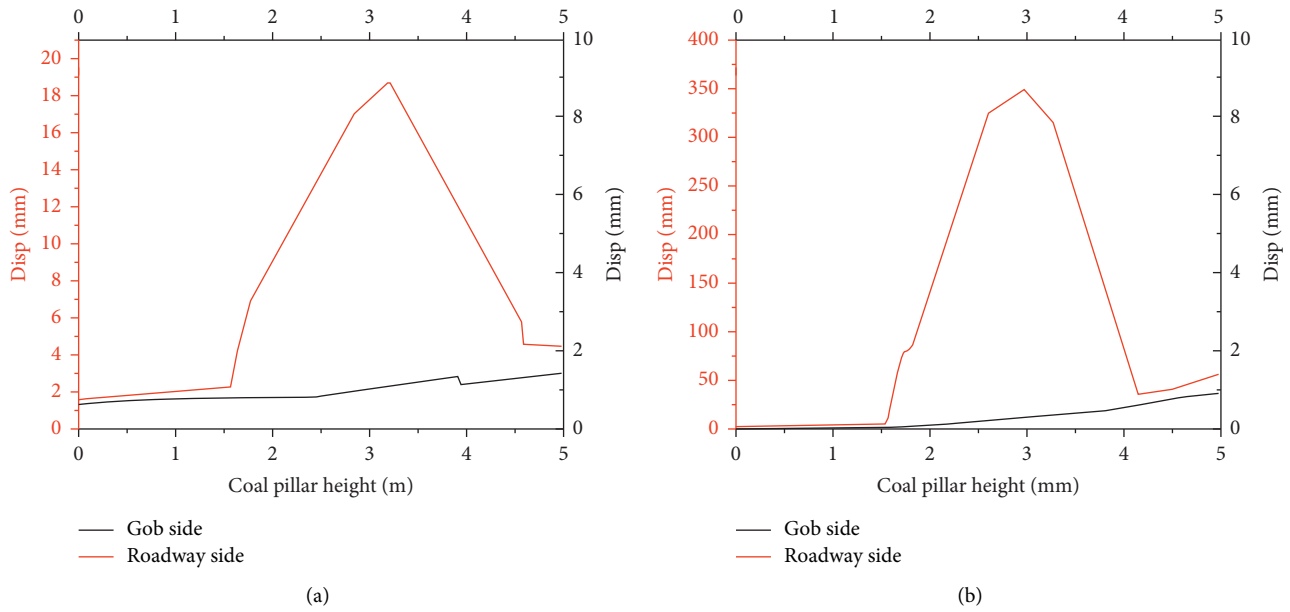 0 1 2 3 4 5
20
18
16
14
12
10
8
6
4
2
0
Disp (mm)
10
8
6
4
2
0
Disp (mm)
0 1 2 3 4 5
Coal pillar height (m)
Gob side
Roadway side
(a)
0 1 2 3 4 5
400
350
300
250
200
150
100
50
0
Disp (mm)
10
8
6
4
2
0
Disp (mm)
0 1 2 3 4 5
Coal pillar height (mm)
Gob side
Roadway side
(b)